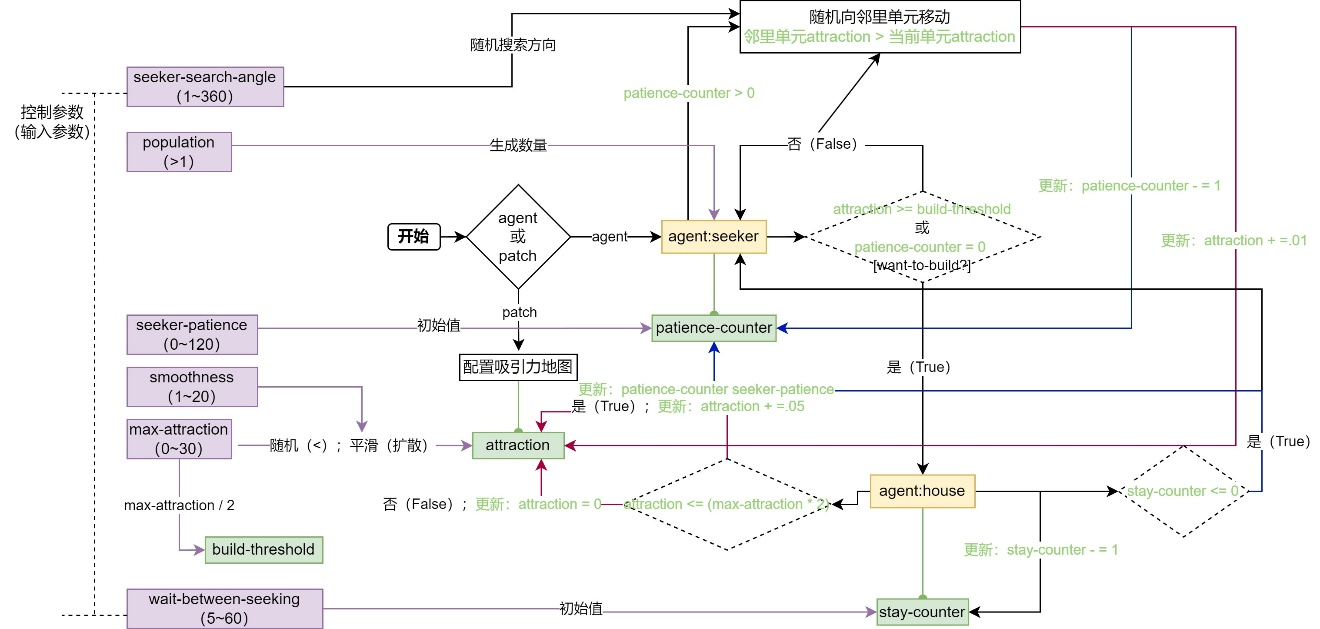 随机向邻里单元移动
邻里单元attraction > 当前单元attraction
随机搜索方向
seeker-search-angle
（1~360）
控制参数
(输入参数)
patience-counter > 0
population
（>1）
生成数量
否（False）
更新：patience-counter - = 1
开始
agent
或
patch
agent
agent:seeker
attraction >= build-threshold
或
patience-counter = 0
[want-to-build?]
更新：attraction + =.01
patch
seeker-patience
（0~120）
初始值
patience-counter
配置吸引力地图
是（True）
smoothness
（1~20）
更新：patience-counter seeker-patience
是（True）；更新：attraction + =.05
max-attraction
（0~30）
随机（<）；平滑（扩散）
attraction
是（True）
max-attraction / 2
否（False）；更新：attraction = 0
attraction <= (max-attraction * 2)
agent:house
stay-counter <= 0
build-threshold
更新：stay-counter - = 1
wait-between-seeking
（5~60）
初始值
stay-counter